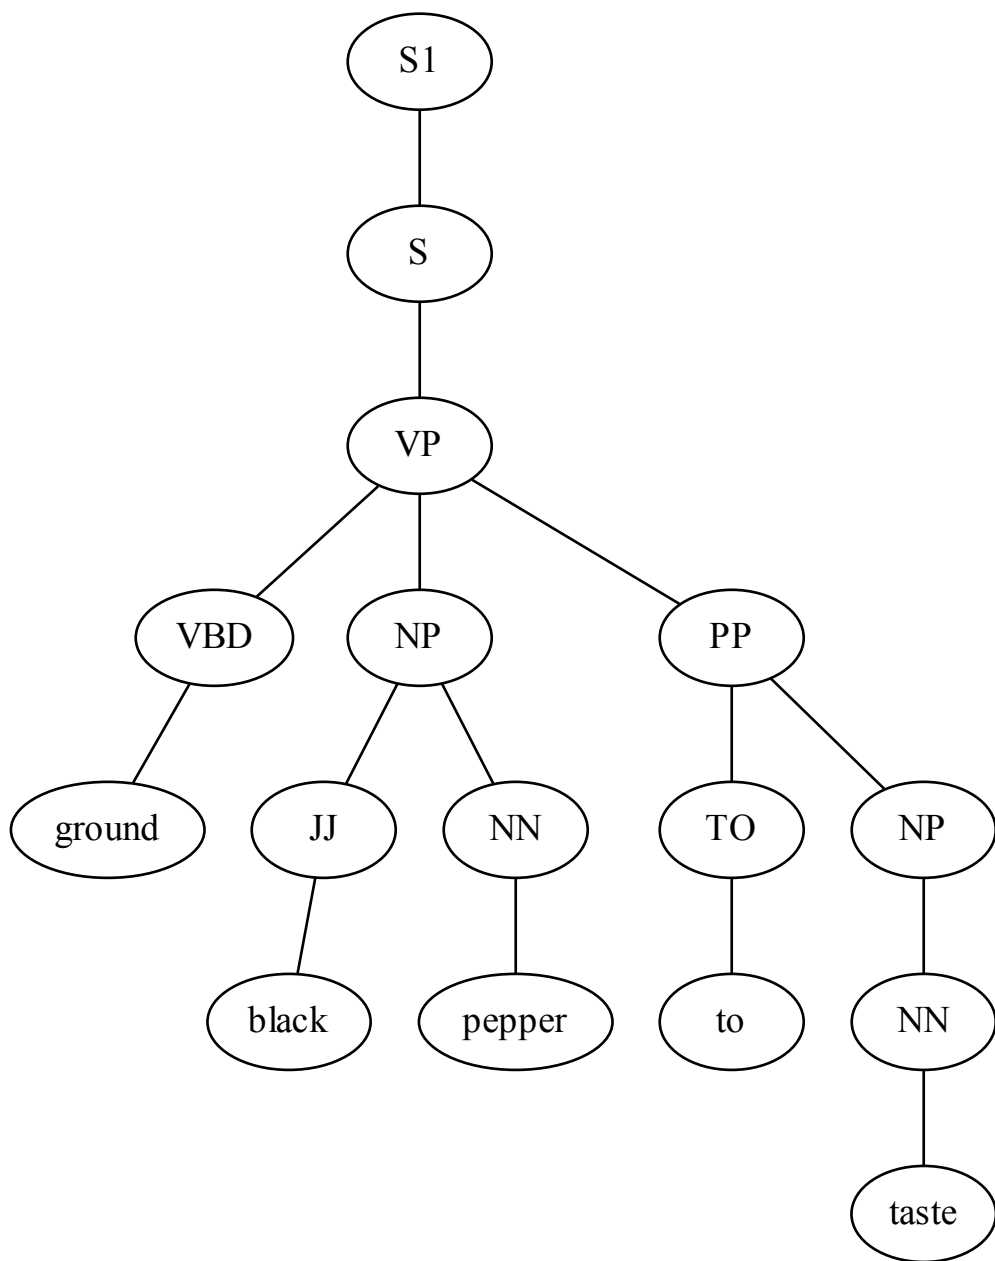 S1
S
VP
VBD NP PP
ground JJ NN TO NP
black pepper to NN
taste